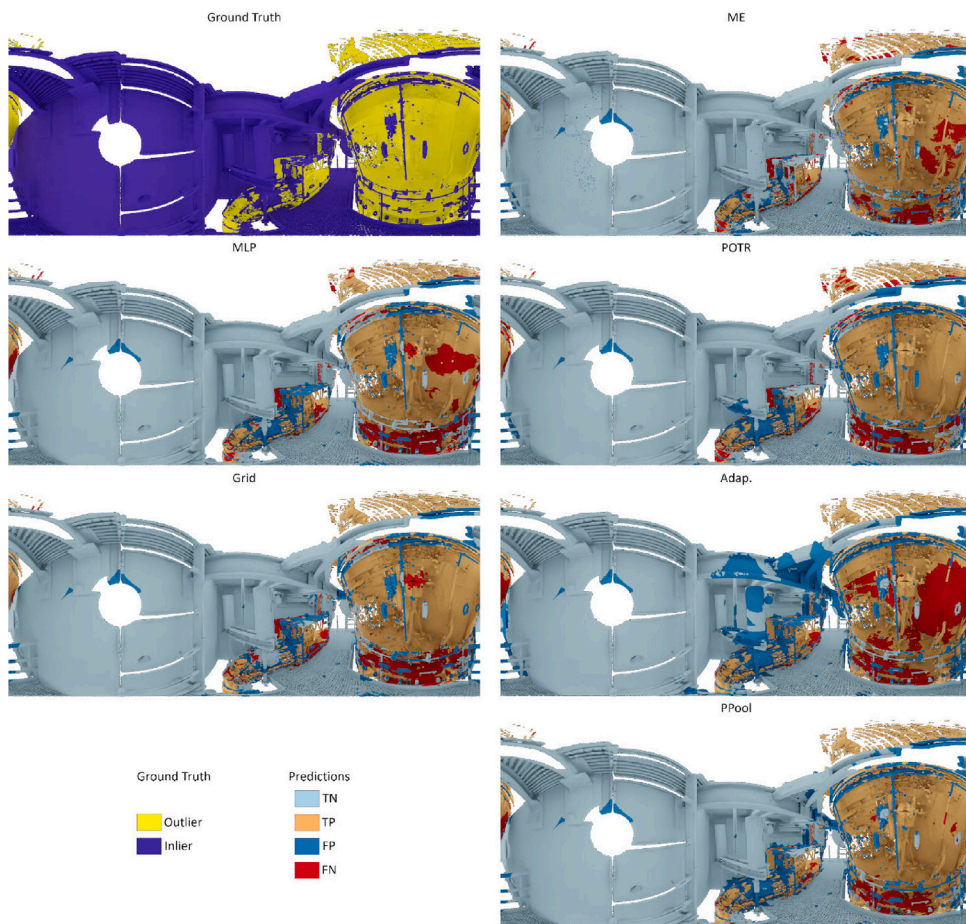 Ground Truth
ME
MLP
POTR
Grid
Adap.
PPool
Ground Truth
Outlier
Inlier
Predictions
TN
TP
FP
FN